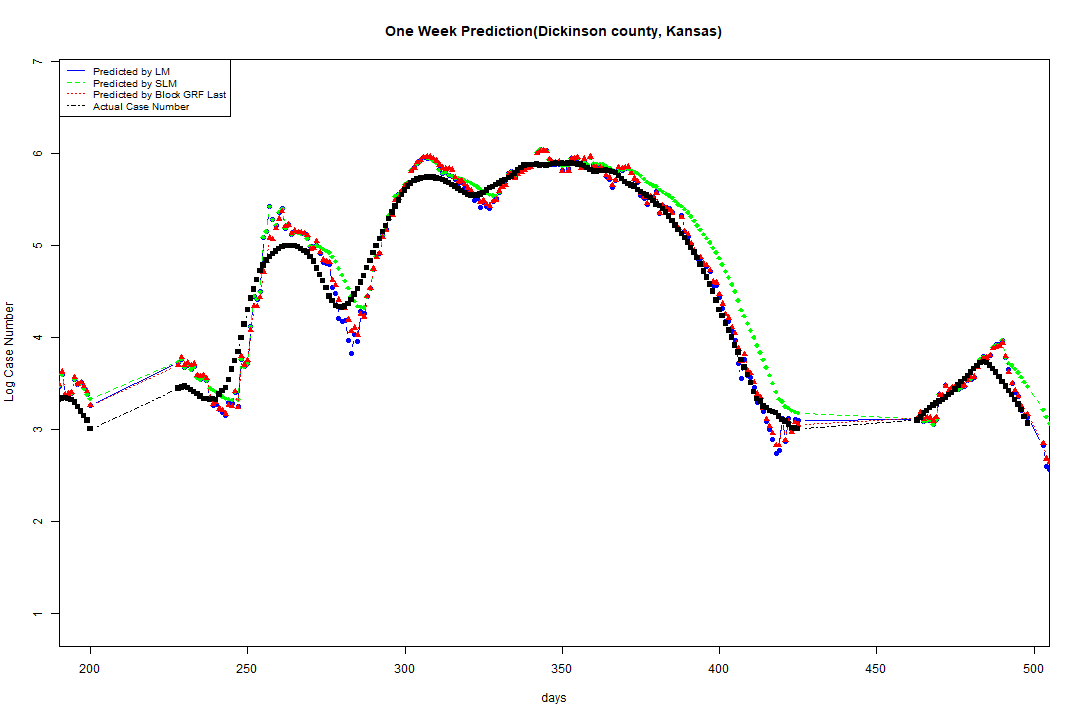 One Week Prediction(Dickinson county, Kansas)
Predicted by LM
Predicted by SLM
Predicted by Block GRF Last
Actual Case Number
Log Case Number
7
6
5
4
3
2
1
200 250 300 350 400 450 500
days